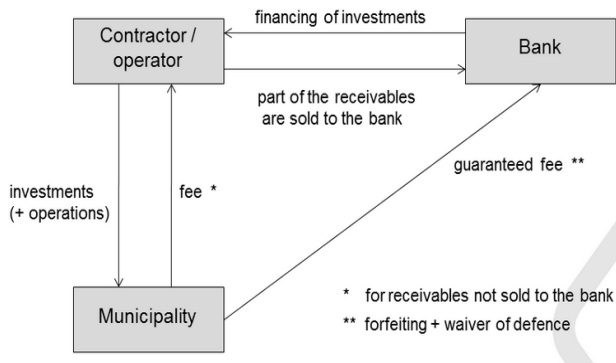 financing of investments
Contractor /
operator
Bank
part of the receivables
are sold to the bank
guaranteed fee **
investments
(+ operations)
fee *
Municipality
* for receivables not sold to the bank
** forfeiting + waiver of defence